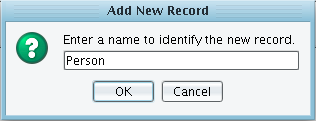 Add New Record
Enter a name to identify the new record.
Person
OK
Cancel